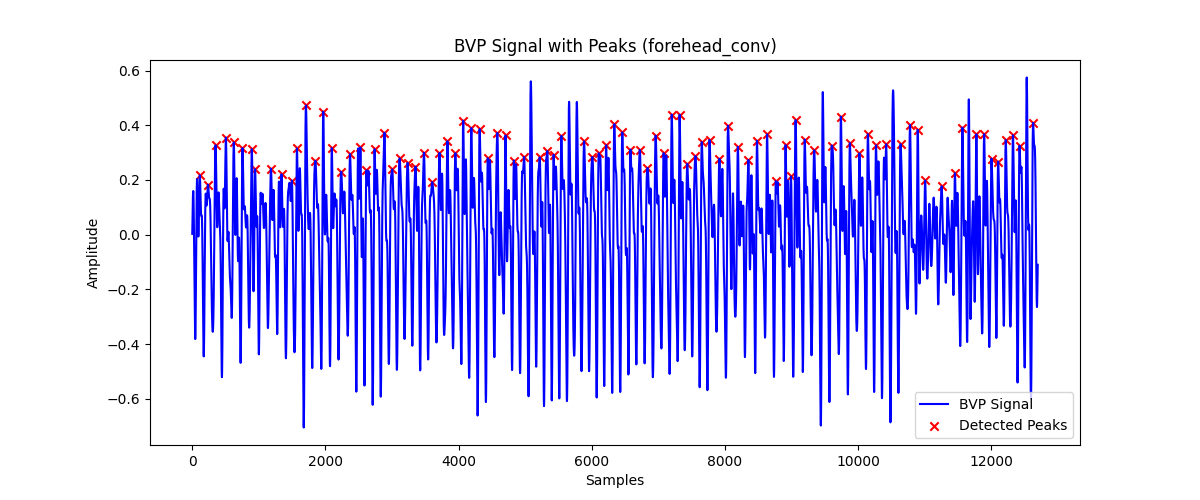 BVP Signal with Peaks (forehead_conv)
0.6
0.4
0.2
0.0
−0.2
−0.4
−0.6
Amplitude
BVP Signal
Detected Peaks
0 2000 4000 6000 8000 10000 12000
Samples